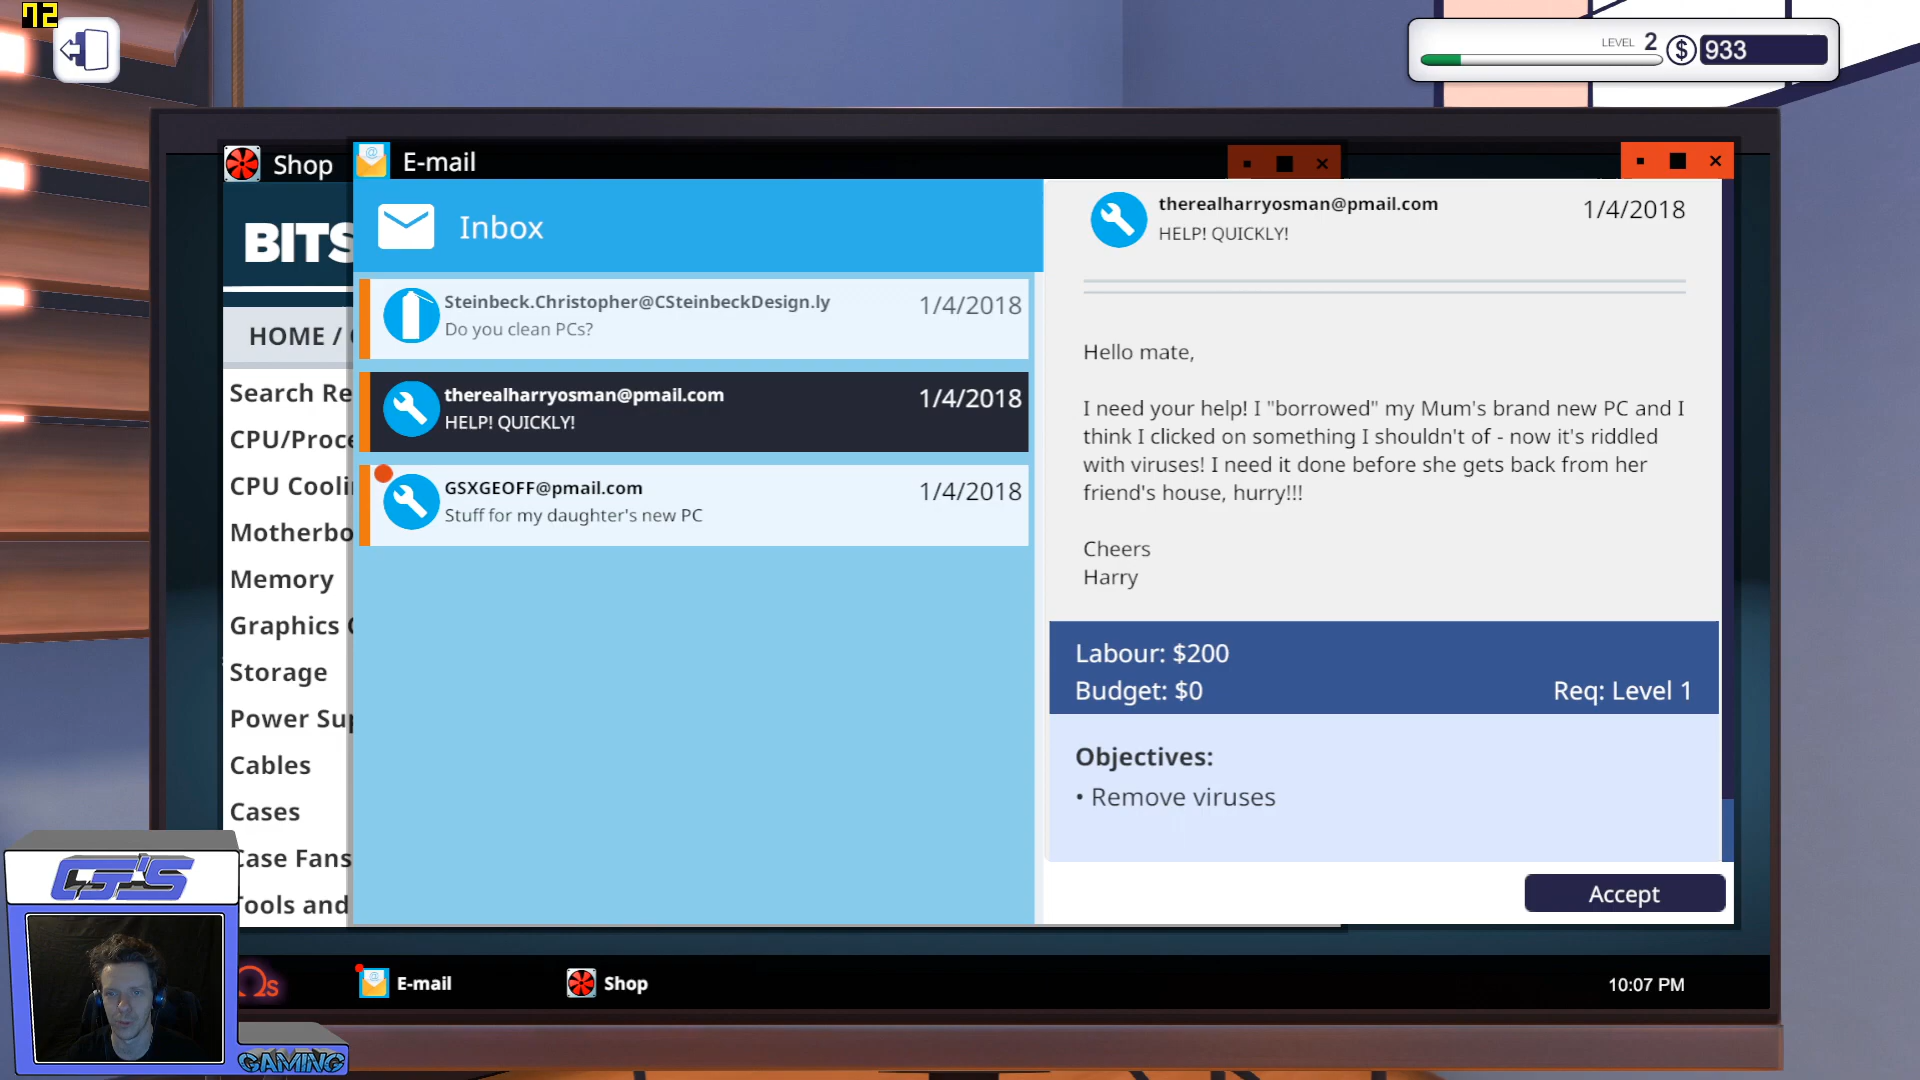 72
LEVEL 2
$ 933
Shop
E-mail
BITS
HOME /
Search Re
CPU/Proce
CPU Cooli
Motherbo
Memory
Graphics
Storage
Power Sup
Cables
Cases
Case Fans
Tools and
Inbox
Steinbeck.Christopher@CSteinbeckDesign.ly 1/4/2018
Do you clean PCs?
therealharryosman@pmail.com 1/4/2018
HELP! QUICKLY!
GSXGEOFF@pmail.com 1/4/2018
Stuff for my daughter's new PC
therealharryosman@pmail.com 1/4/2018
HELP! QUICKLY!
Hello mate,
I need your help! I "borrowed" my Mum's brand new PC and I
think I clicked on something I shouldn't of - now it's riddled
with viruses! I need it done before she gets back from her
friend's house, hurry!!!
Cheers
Harry
Labour: $200
Budget: $0 Req: Level 1
Objectives:
• Remove viruses
Accept
E-mail
Shop
10:07 PM
GAMING